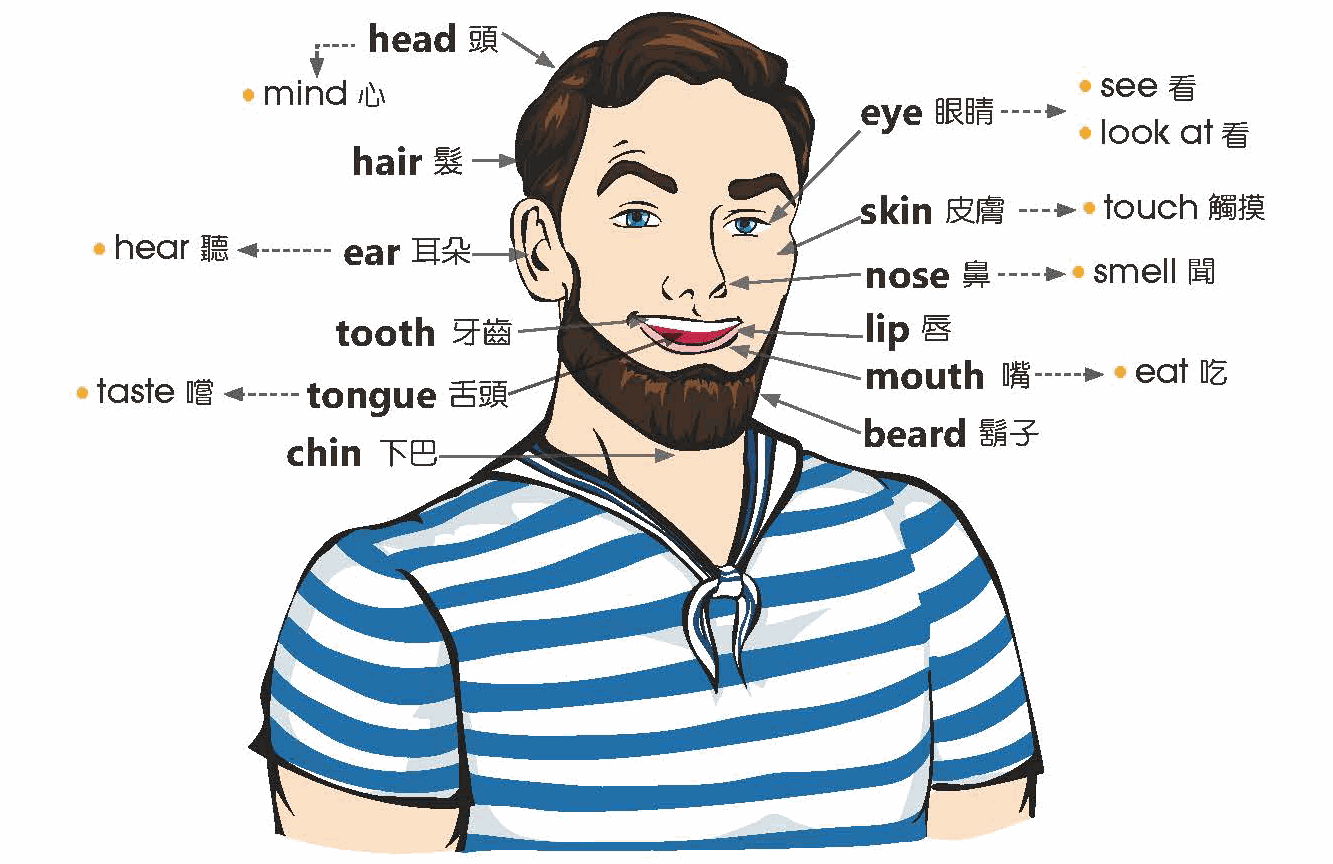 head 頭
• mind 心
hair 髮
ear 耳朵
• hear 聽
tooth 牙齒
tongue 舌頭
• taste 嚐
chin 下巴
eye 眼睛
• see 看
• look at 看
skin 皮膚
• touch 觸摸
nose 鼻
• smell 聞
lip 唇
mouth 嘴
• eat 吃
beard 鬍子